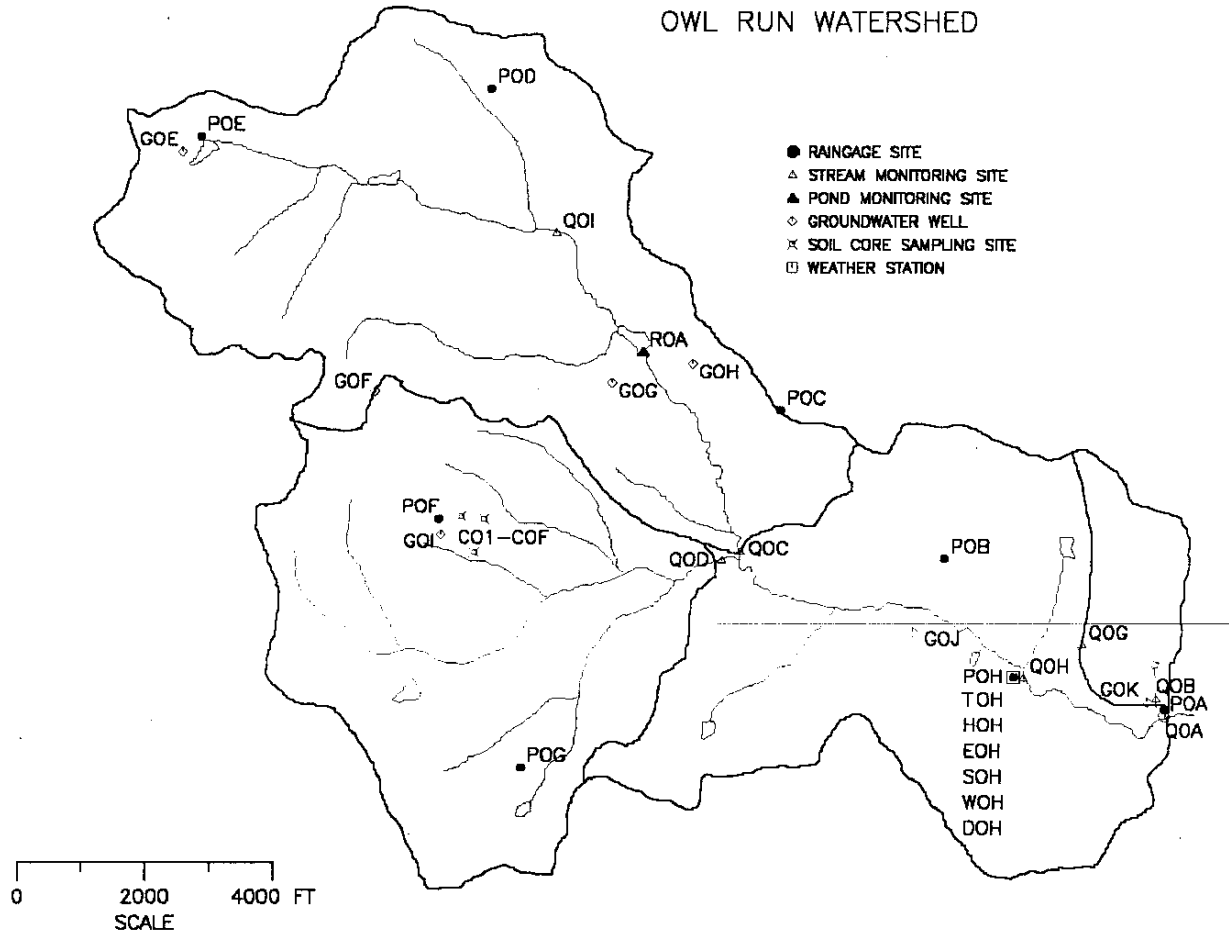 OWL RUN WATERSHED
POD
POE
GOE
RAINGAGE SITE
STREAM MONITORING SITE
POND MONITORING SITE
GROUNDWATER WELL
SOIL CORE SAMPLING SITE
WEATHER STATION
QOI
ROA
GOH
GOF
GOG
POC
POF
GOI
CO1-COF
QOD
QOC
POB
GOJ
QOG
QOH
POH
TOH
HOH
EOH
SOH
WOH
DOH
GOK
QOB
POA
QOA
POG
0 2000 4000 FT
SCALE